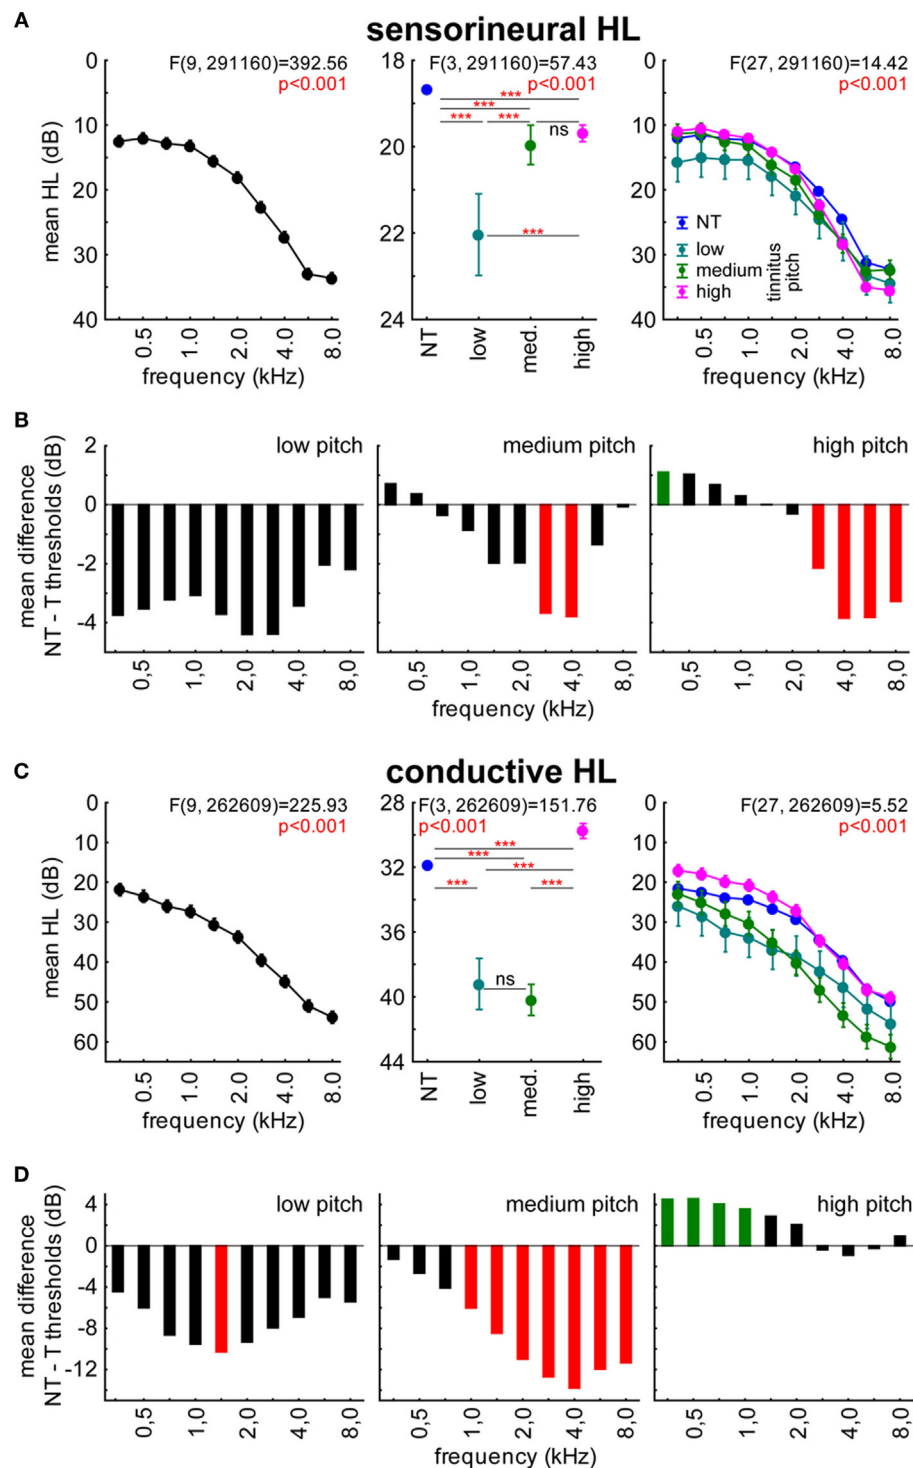 A
sensorineural HL
mean HL (dB)
0
10
20
30
40
F(9, 291160)=392.56
p<0.001
0.5
1.0
2.0
4.0
8.0
frequency (kHz)
18
20
22
24
F(3, 291160)=57.43
p<0.001
***
***
*** *** ns
***
NT
low
med.
high
0
10
20
30
40
F(27, 291160)=14.42
p<0.001
NT
low
medium
high
tinnitus
pitch
0.5
1.0
2.0
4.0
8.0
frequency (kHz)
B
mean difference
NT - T thresholds (dB)
2
0
-2
-4
low pitch
medium pitch
high pitch
0,5
1,0
2,0
4,0
8,0
0,5
1,0
2,0
4,0
8,0
0,5
1,0
2,0
4,0
8,0
frequency (kHz)
C
conductive HL
mean HL (dB)
0
10
20
30
40
50
60
F(9, 262609)=225.93
p<0.001
0.5
1.0
2.0
4.0
8.0
frequency (kHz)
28
32
36
40
44
F(3, 262609)=151.76
p<0.001
***
***
***
*** ***
ns
NT
low
med.
high
0
10
20
30
40
50
60
F(27, 262609)=5.52
p<0.001
0.5
1.0
2.0
4.0
8.0
frequency (kHz)
D
mean difference
NT - T thresholds (dB)
4
0
-4
-8
-12
low pitch
medium pitch
high pitch
0,5
1,0
2,0
4,0
8,0
0,5
1,0
2,0
4,0
8,0
0,5
1,0
2,0
4,0
8,0
frequency (kHz)